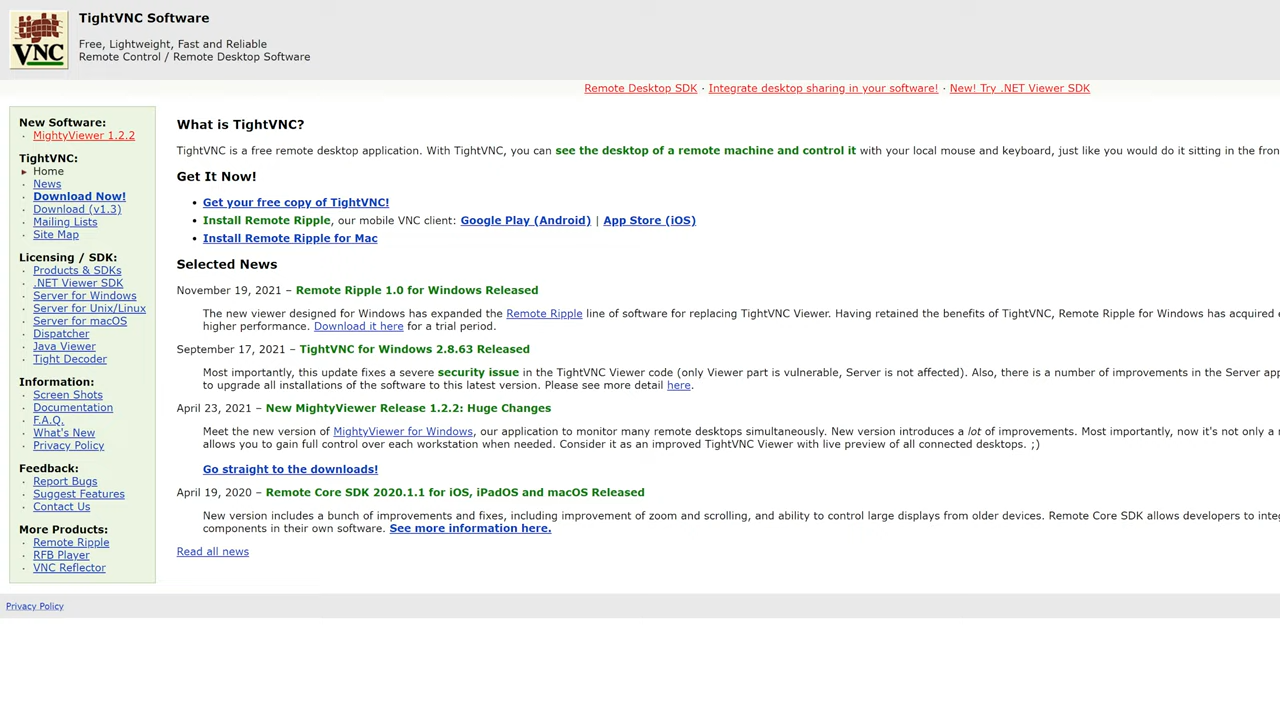 tight
VNC
TightVNC Software
Free, Lightweight, Fast and Reliable
Remote Control / Remote Desktop Software
Remote Desktop SDK · Integrate desktop sharing in your software! · New! Try .NET Viewer SDK
New Software:
· MightyViewer 1.2.2
TightVNC:
Home
· News
· Download Now!
· Download (v1.3)
· Mailing Lists
· Site Map
Licensing / SDK:
· Products & SDKs
· .NET Viewer SDK
· Server for Windows
· Server for Unix/Linux
· Server for macOS
· Dispatcher
· Java Viewer
· Tight Decoder
Information:
· Screen Shots
· Documentation
· F.A.Q.
· What's New
· Privacy Policy
Feedback:
· Report Bugs
· Suggest Features
· Contact Us
More Products:
· Remote Ripple
· RFB Player
· VNC Reflector
What is TightVNC?
TightVNC is a free remote desktop application. With TightVNC, you can see the desktop of a remote machine and control it with your local mouse and keyboard, just like you would do it sitting in the fron
Get It Now!
• Get your free copy of TightVNC!
• Install Remote Ripple, our mobile VNC client: Google Play (Android) | App Store (iOS)
• Install Remote Ripple for Mac
Selected News
November 19, 2021 – Remote Ripple 1.0 for Windows Released
The new viewer designed for Windows has expanded the Remote Ripple line of software for replacing TightVNC Viewer. Having retained the benefits of TightVNC, Remote Ripple for Windows has acquired
higher performance. Download it here for a trial period.
September 17, 2021 – TightVNC for Windows 2.8.63 Released
Most importantly, this update fixes a severe security issue in the TightVNC Viewer code (only Viewer part is vulnerable, Server is not affected). Also, there is a number of improvements in the Server app
to upgrade all installations of the software to this latest version. Please see more detail here.
April 23, 2021 – New MightyViewer Release 1.2.2: Huge Changes
Meet the new version of MightyViewer for Windows, our application to monitor many remote desktops simultaneously. New version introduces a lot of improvements. Most importantly, now it's not only a
allows you to gain full control over each workstation when needed. Consider it as an improved TightVNC Viewer with live preview of all connected desktops. ;)
Go straight to the downloads!
April 19, 2020 – Remote Core SDK 2020.1.1 for iOS, iPadOS and macOS Released
New version includes a bunch of improvements and fixes, including improvement of zoom and scrolling, and ability to control large displays from older devices. Remote Core SDK allows developers to inte
components in their own software. See more information here.
Read all news
Privacy Policy